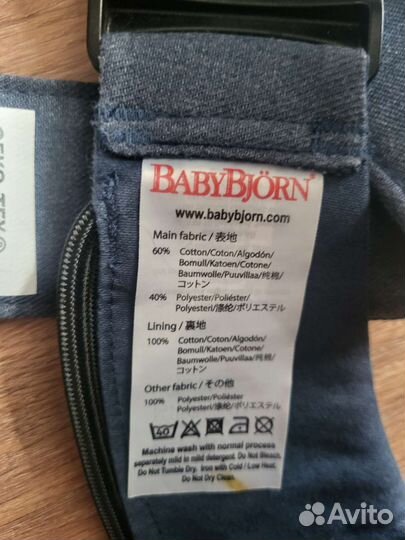 BABYBJÖRN®
www.babybjorn.com
Main fabric / 表地
60% Cotton/Coton/Algodón/
Bomull/Katoen/Cotone/
Baumwolle/Puuvillaa/纯棉/
コットン
40% Polyester/Poliéster/
Polyesteri/涤纶/ポリエステル
Lining / 裏地
100% Cotton/Coton/Algodón/
Bomull/Katoen/Cotone/
Baumwolle/Puuvillaa/纯棉/
コットン
Other fabric / その他
100% Polyester/Poliéster
Polyesteri/涤纶/ポリエステル
40
Machine wash with normal process
separately mild in mild detergent. Do not Bleach.
Do not Tumble Dry. Iron with Cold / Low Heat.
Do not Dry Clean.
Avito